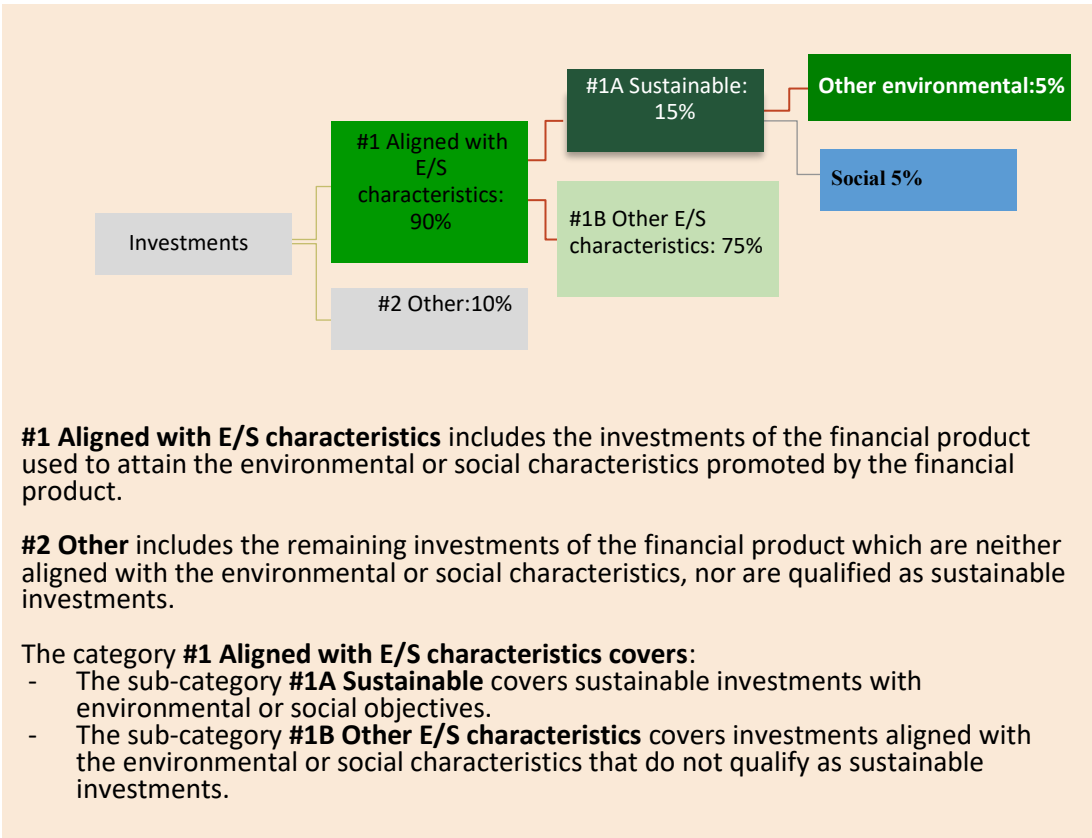 #1A Sustainable:
15%
Other environmental:5%
#1 Aligned with
E/S
characteristics:
90%
Social 5%
Investments
#1B Other E/S
characteristics: 75%
#2 Other:10%
#1 Aligned with E/S characteristics includes the investments of the financial product
used to attain the environmental or social characteristics promoted by the financial
product.
#2 Other includes the remaining investments of the financial product which are neither
aligned with the environmental or social characteristics, nor are qualified as sustainable
investments.
The category #1 Aligned with E/S characteristics covers:
- The sub-category #1A Sustainable covers sustainable investments with
environmental or social objectives.
- The sub-category #1B Other E/S characteristics covers investments aligned with
the environmental or social characteristics that do not qualify as sustainable
investments.